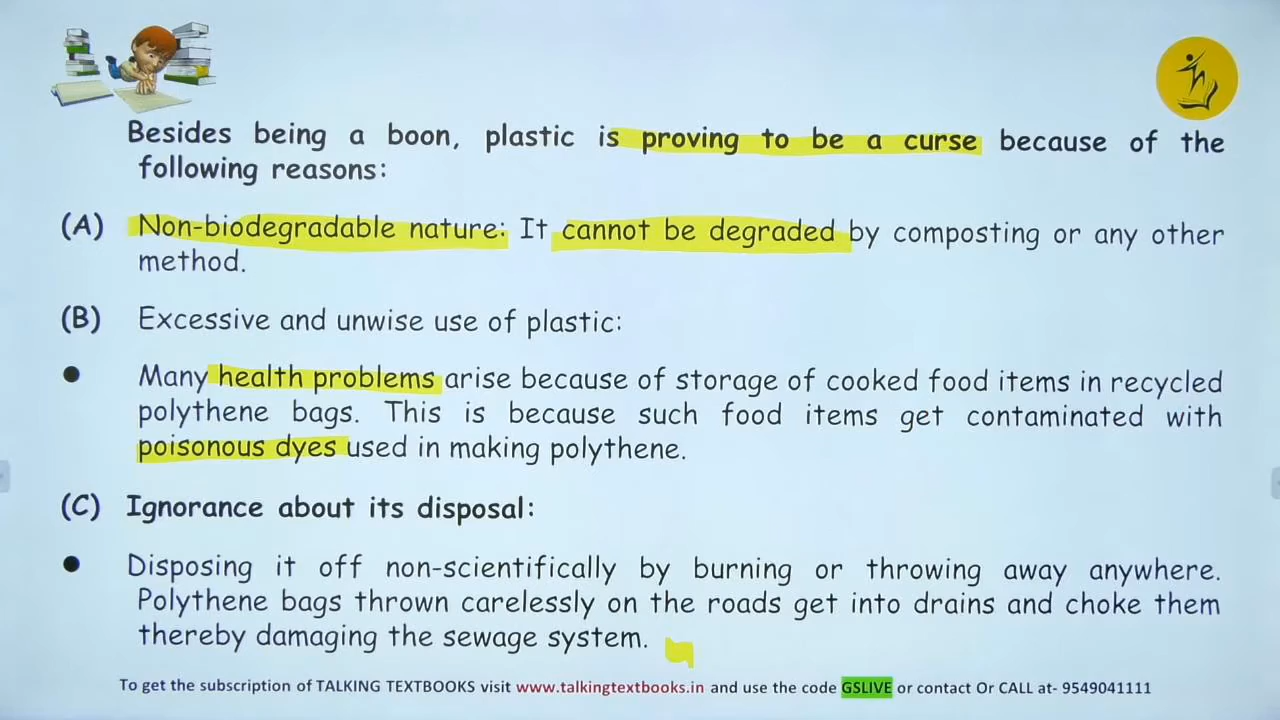 Besides being a boon, plastic is proving to be a curse because of the
following reasons:
(A) Non-biodegradable nature: It cannot be degraded by composting or any other
method.
(B) Excessive and unwise use of plastic:
● Many health problems arise because of storage of cooked food items in recycled
polythene bags. This is because such food items get contaminated with
poisonous dyes used in making polythene.
(C) Ignorance about its disposal:
● Disposing it off non-scientifically by burning or throwing away anywhere.
Polythene bags thrown carelessly on the roads get into drains and choke them
thereby damaging the sewage system.
To get the subscription of TALKING TEXTBOOKS visit www.talkingtextbooks.in and use the code GSLIVE or contact Or CALL at- 9549041111